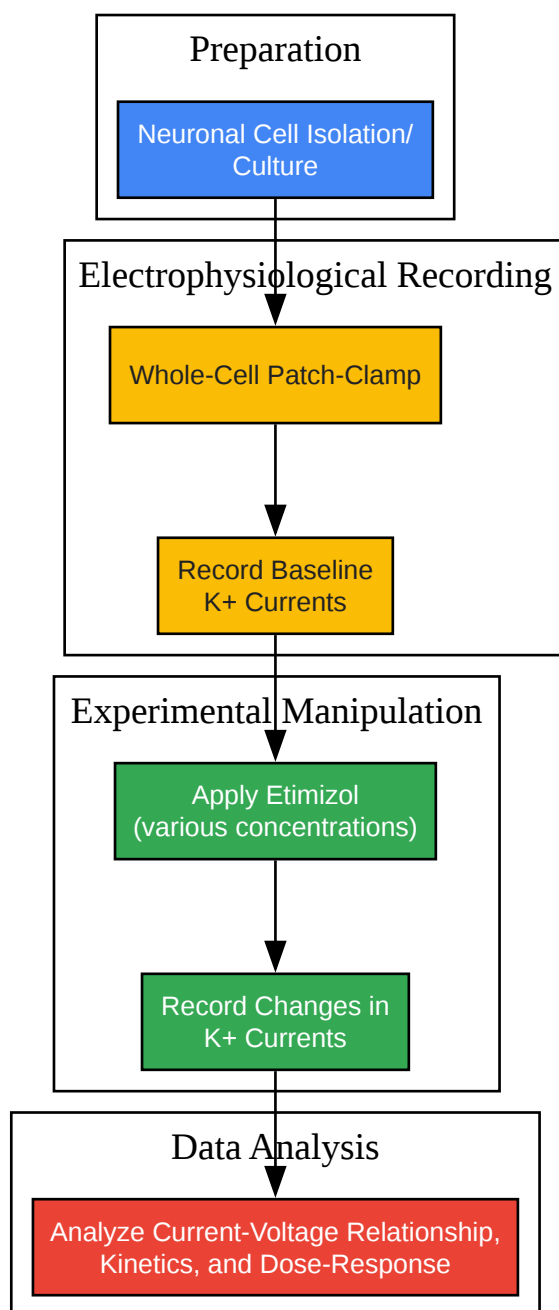 Preparation
Neuronal Cell Isolation/
Culture
Electrophysiological Recording
Whole-Cell Patch-Clamp
Record Baseline
K+ Currents
Experimental Manipulation
Apply Etimizol
(various concentrations)
Record Changes in
K+ Currents
Data Analysis
Analyze Current-Voltage Relationship,
Kinetics, and Dose-Response